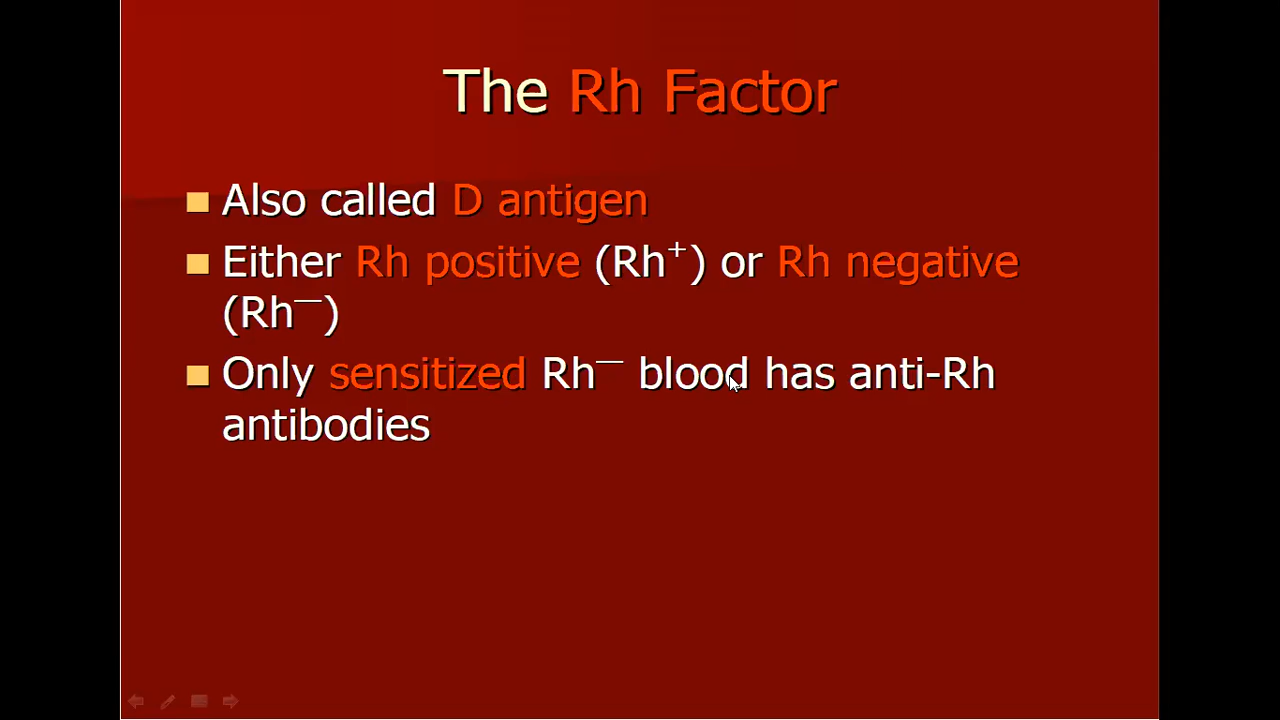 The Rh Factor
Also called D antigen
Either Rh positive (Rh⁺) or Rh negative
(Rh⁻)
Only sensitized Rh⁻ blood has anti-Rh
antibodies